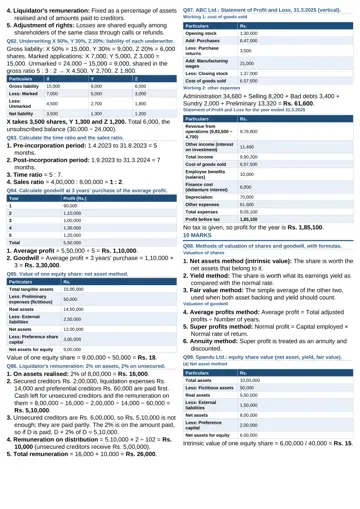 4. Liquidator's remuneration: Fixed as a percentage of assets
realised and of amounts paid to creditors.
5. Adjustment of rights: Losses are shared equally among
shareholders of the same class through calls or refunds.
Q82. Underwriting X 50%, Y 30%, Z 20%: liability of each underwriter.
Gross liability: X 50% = 15,000, Y 30% = 9,000, Z 20% = 6,000
shares. Marked applications: X 7,000, Y 5,000, Z 3,000 =
15,000. Unmarked = 24,000 − 15,000 = 9,000, shared in the
gross ratio 5 : 3 : 2 → X 4,500, Y 2,700, Z 1,800.
Particulars X Y Z
Gross liability 15,000 9,000 6,000
Less: Marked 7,000 5,000 3,000
Less:
Unmarked 4,500 2,700 1,800
Net liability 3,500 1,300 1,200
X takes 3,500 shares, Y 1,300 and Z 1,200. Total 6,000, the
unsubscribed balance (30,000 − 24,000).
Q83. Calculate the time ratio and the sales ratio.
1. Pre-incorporation period: 1.4.2023 to 31.8.2023 = 5
months.
2. Post-incorporation period: 1.9.2023 to 31.3.2024 = 7
months.
3. Time ratio = 5 : 7.
4. Sales ratio = 4,00,000 : 8,00,000 = 1 : 2.
Q84. Calculate goodwill at 3 years' purchase of the average profit.
Year Profit (Rs.)
1 90,000
2 1,10,000
3 1,00,000
4 1,30,000
5 1,20,000
Total 5,50,000
1. Average profit = 5,50,000 ÷ 5 = Rs. 1,10,000.
2. Goodwill = Average profit × 3 years' purchase = 1,10,000 ×
3 = Rs. 3,30,000.
Q85. Value of one equity share: net asset method.
Particulars Rs.
Total tangible assets 15,00,000
Less: Preliminary
expenses (fictitious) 50,000
Real assets 14,50,000
Less: External
liabilities 2,50,000
Net assets 12,00,000
Less: Preference share
capital 3,00,000
Net assets for equity 9,00,000
Value of one equity share = 9,00,000 ÷ 50,000 = Rs. 18.
Q86. Liquidator's remuneration: 2% on assets, 2% on unsecured.
1. On assets realised: 2% of 8,00,000 = Rs. 16,000.
2. Secured creditors Rs. 2,00,000, liquidation expenses Rs.
14,000 and preferential creditors Rs. 60,000 are paid first.
Cash left for unsecured creditors and the remuneration on
them = 8,00,000 − 16,000 − 2,00,000 − 14,000 − 60,000 =
Rs. 5,10,000.
3. Unsecured creditors are Rs. 6,00,000, so Rs. 5,10,000 is not
enough; they are partly paid. The 2% is on the amount paid,
so if D is paid, D + 2% of D = 5,10,000.
4. Remuneration on distribution = 5,10,000 × 2 ÷ 102 = Rs.
10,000 (unsecured creditors receive Rs. 5,00,000).
5. Total remuneration = 16,000 + 10,000 = Rs. 26,000.
Q87. ABC Ltd.: Statement of Profit and Loss, 31.3.2025 (vertical).
Working 1: cost of goods sold
Particulars Rs.
Opening stock 1,30,000
Add: Purchases 6,47,000
Less: Purchase
returns 3,500
Add: Manufacturing
wages 21,000
Less: Closing stock 1,37,000
Cost of goods sold 6,57,500
Working 2: other expenses
Administration 34,680 + Selling 8,200 + Bad debts 3,400 +
Sundry 2,000 + Preliminary 13,320 = Rs. 61,600.
Statement of Profit and Loss for the year ended 31.3.2025
Particulars Rs.
Revenue from
operations (9,83,500 −
4,700) 9,78,800
Other income (interest
on investment) 11,400
Total income 9,90,200
Cost of goods sold 6,57,500
Employee benefits
(salaries) 10,000
Finance cost
(debenture interest) 6,000
Depreciation 70,000
Other expenses 61,600
Total expenses 8,05,100
Profit before tax 1,85,100
No tax is given, so profit for the year is Rs. 1,85,100.
10 MARKS
Q88. Methods of valuation of shares and goodwill, with formulas.
Valuation of shares
1. Net assets method (intrinsic value): The share is worth the
net assets that belong to it.
2. Yield method: The share is worth what its earnings yield as
compared with the normal rate.
3. Fair value method: The simple average of the other two,
used when both asset backing and yield should count.
Valuation of goodwill
4. Average profits method: Average profit = Total adjusted
profits ÷ Number of years.
5. Super profits method: Normal profit = Capital employed ×
Normal rate of return.
6. Annuity method: Super profit is treated as an annuity and
discounted.
Q89. Spandu Ltd.: equity share value (net asset, yield, fair value).
(a) Net asset method
Particulars Rs.
Total assets 10,00,000
Less: Fictitious assets 50,000
Real assets 9,50,000
Less: External
liabilities 1,50,000
Net assets 8,00,000
Less: Preference
capital 2,00,000
Net assets for equity 6,00,000
Intrinsic value of one equity share = 6,00,000 / 40,000 = Rs. 15.